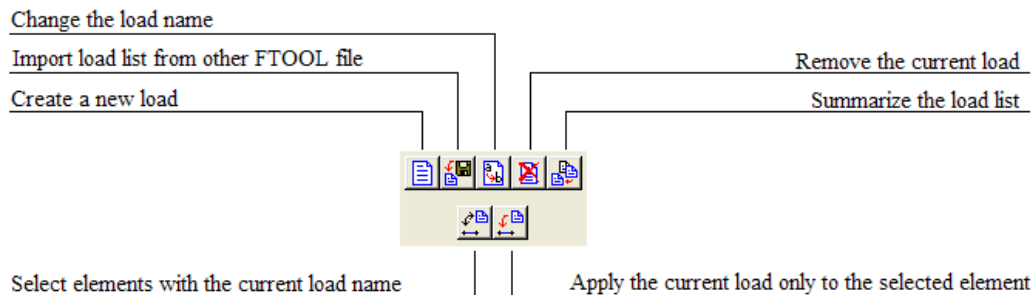 Change the load name
Import load list from other FTOOL file
Remove the current load
Create a new load
Summarize the load list
a
b
Select elements with the current load name
Apply the current load only to the selected element